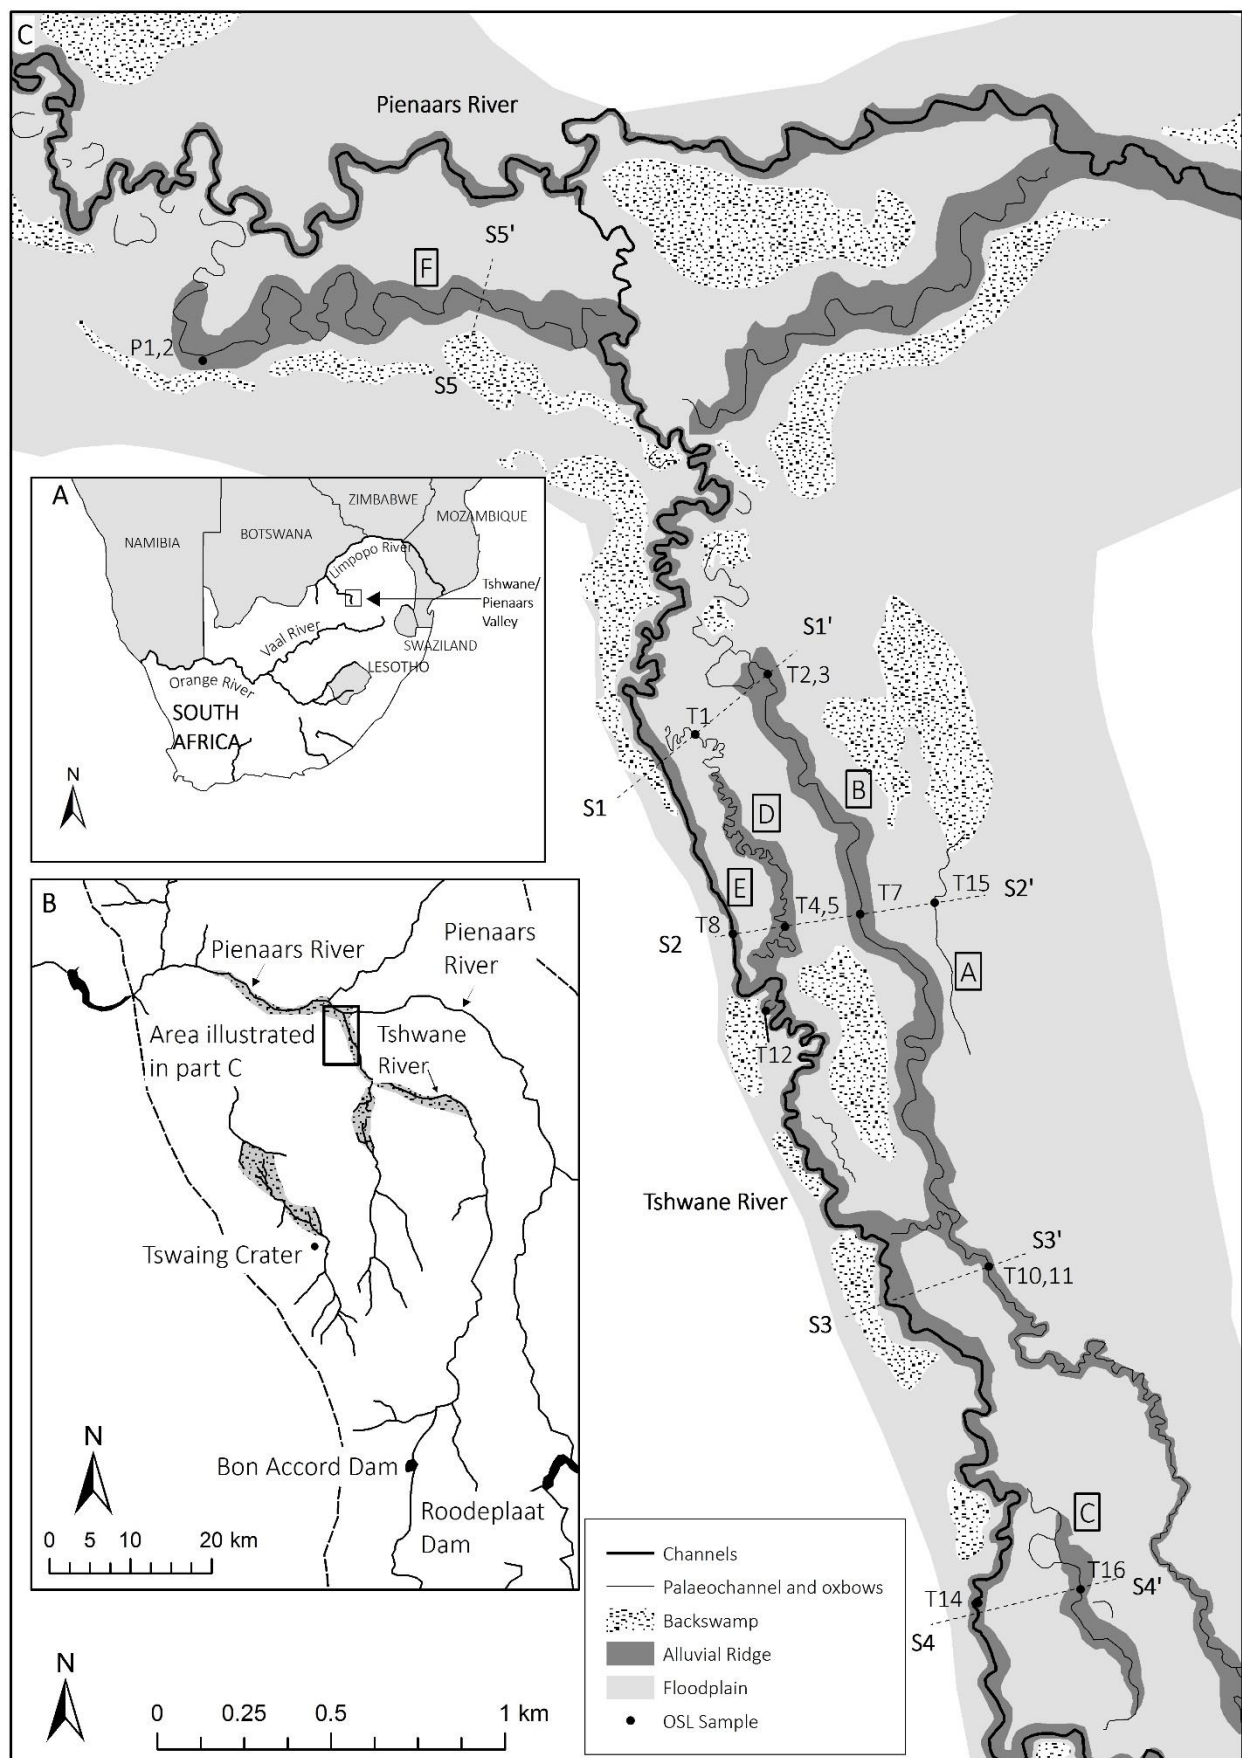 C
Pienaars River
S5'
F
P1,2
S5
A
ZIMBABWE
MOZAMBIQUE
NAMIBIA
BOTSWANA
Limpopo River
Tshwane/
Pienaars
Valley
Vaal River
SWAZILAND
LESOTHO
Orange River
SOUTH
AFRICA
N
S1'
T2,3
T1
S1
B
D
E
T15
S2'
T7
T4,5
T8
S2
A
T12
Tshwane River
S3'
T10,11
S3
C
T16
S4'
T14
S4
B
Pienaars River
Pienaars
River
Area illustrated
in part C
Tshwane
River
Tswaing Crater
Bon Accord Dam
Roodeplaat
Dam
N
0 5 10 20 km
N
0 0.25 0.5 1 km
Channels
Palaeochannel and oxbows
Backswamp
Alluvial Ridge
Floodplain
OSL Sample